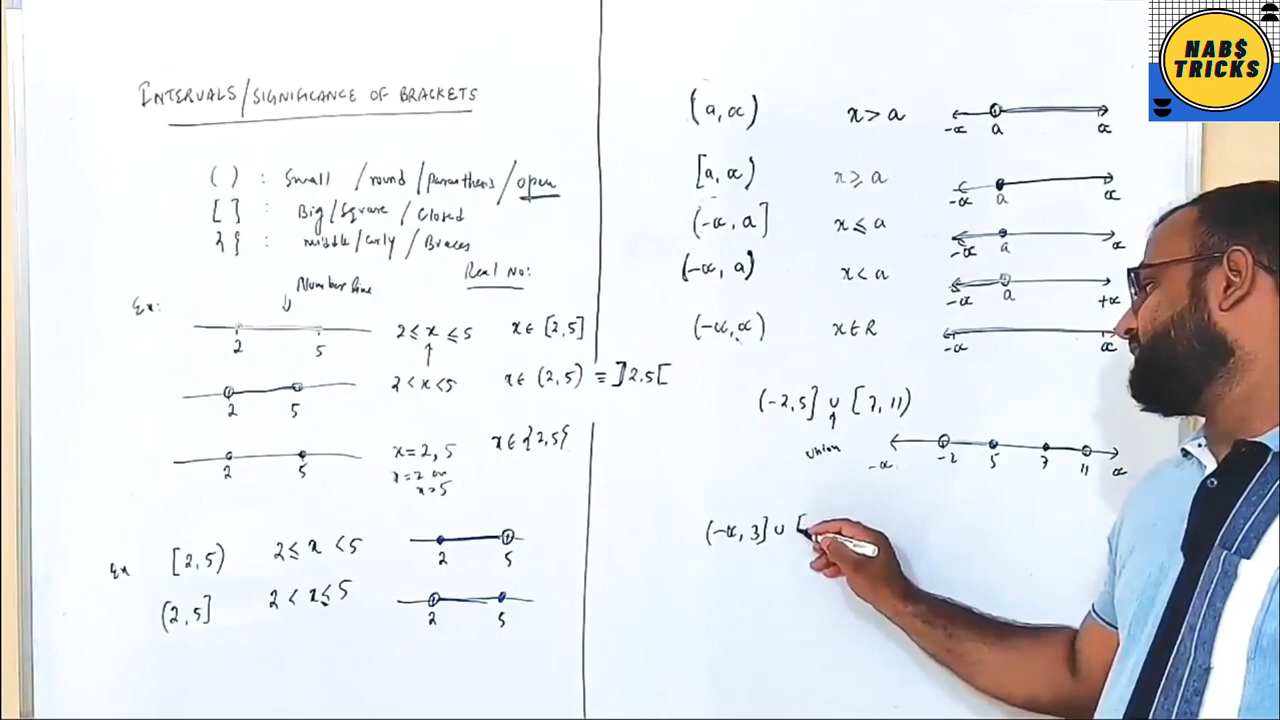 NAB$
TRICKS
INTERVALS/SIGNIFICANCE OF BRACKETS
( ) : Small / round / paranthesis / open
[ ] : Big / Square / Closed
{ } : middle / curly / Braces
Number line
Real No:
Ex:
2 5
2 ≤ x ≤ 5 x ∈ [2,5]
2 5
2 < x < 5 x ∈ (2,5) ≡ ]2.5[
2 5
x = 2, 5 x ∈ {2,5}
x = 2 or
Ex [2,5) 2 ≤ x < 5
2 5
(2,5] 2 < x ≤ 5
2 5
(a, ∝) x > a
-∝ a ∝
[a, ∝) x ≥ a
-∝ a ∝
(-∝, a] x ≤ a
-∝ a ∝
(-∝, a) x < a
-∝ a +∝
(-∝, ∝) x ∈ R
-∝ ∝
(-2,5] ∪ [7, 11)
union
-∝ -2 5 7 11 ∝
(-∝, 3] ∪ [